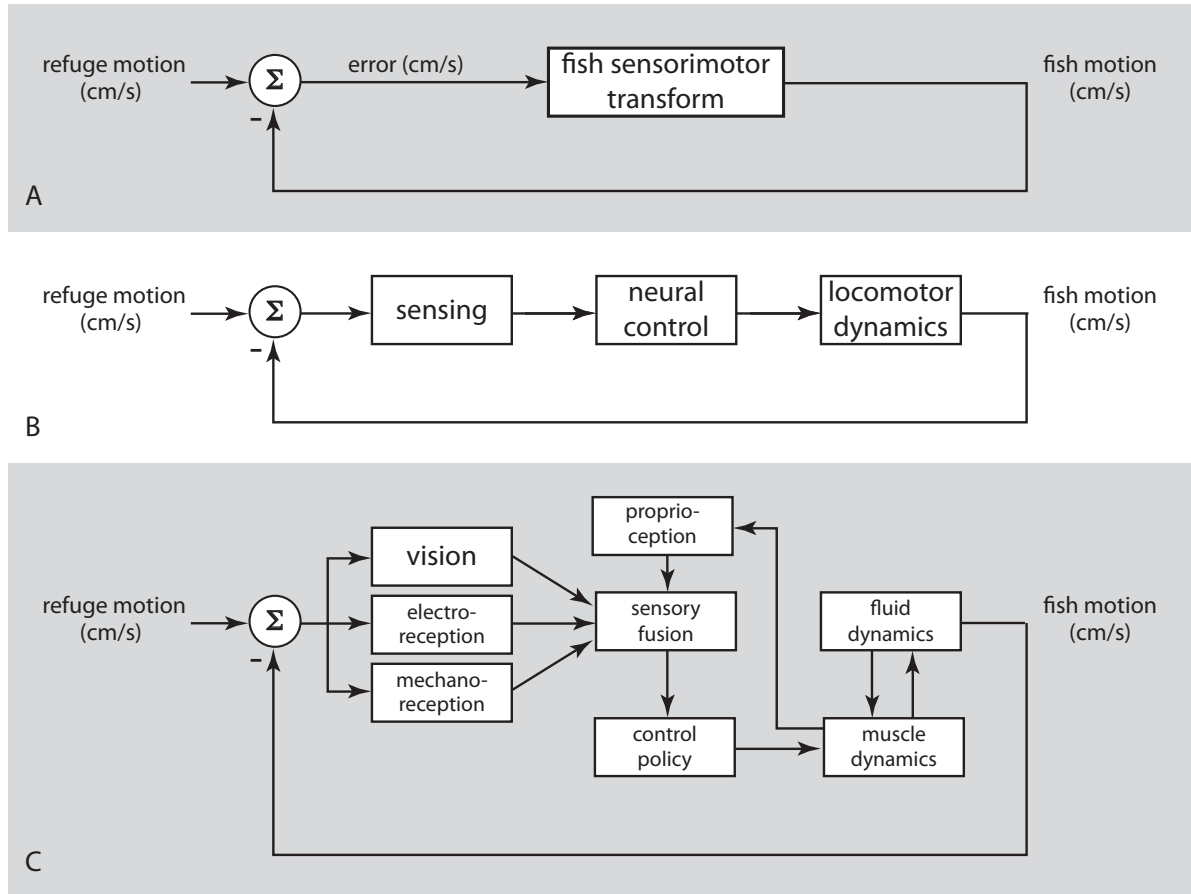 refuge motion
(cm/s)
Σ
-
error (cm/s)
fish sensorimotor
transform
fish motion
(cm/s)
A
refuge motion
(cm/s)
Σ
-
sensing
neural
control
locomotor
dynamics
fish motion
(cm/s)
B
refuge motion
(cm/s)
Σ
-
vision
electro-
reception
mechano-
reception
proprio-
ception
sensory
fusion
control
policy
fluid
dynamics
muscle
dynamics
fish motion
(cm/s)
C